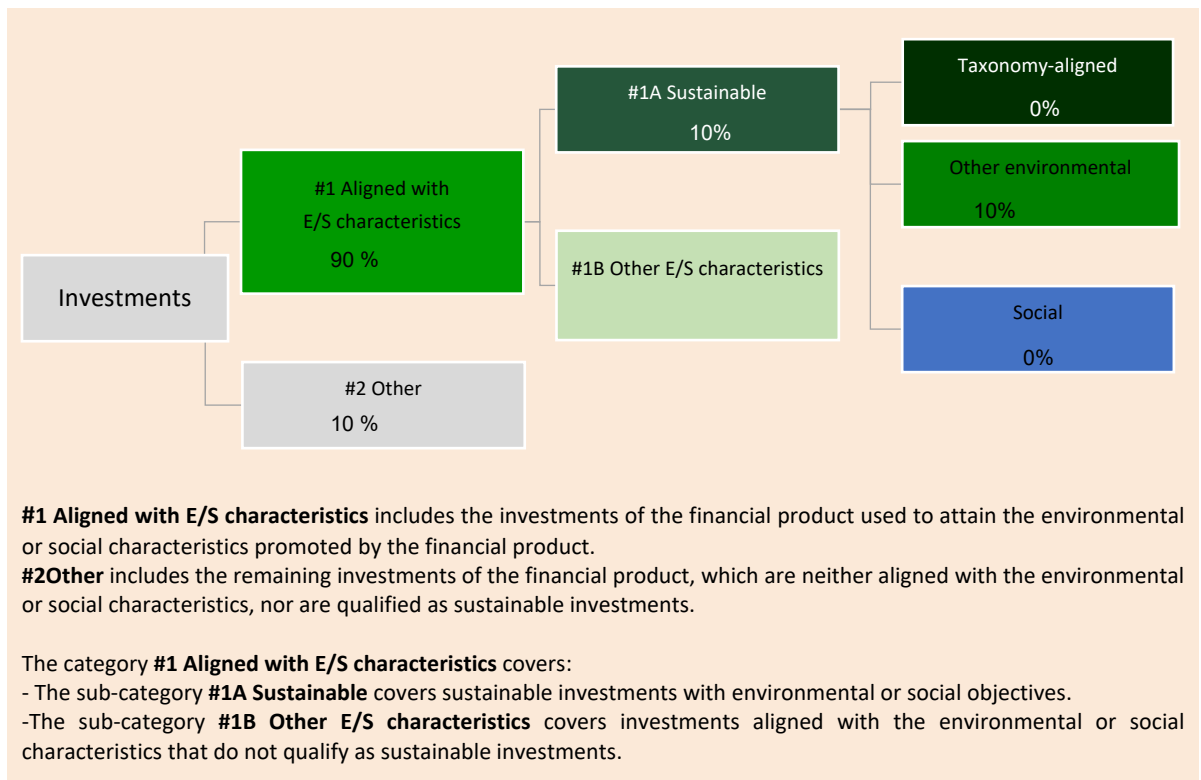 Investments
#1 Aligned with
E/S characteristics
90 %
#2 Other
10 %
#1A Sustainable
10%
#1B Other E/S characteristics
Taxonomy-aligned
0%
Other environmental
10%
Social
0%
#1 Aligned with E/S characteristics includes the investments of the financial product used to attain the environmental
or social characteristics promoted by the financial product.
#2Other includes the remaining investments of the financial product, which are neither aligned with the environmental
or social characteristics, nor are qualified as sustainable investments.
The category #1 Aligned with E/S characteristics covers:
- The sub-category #1A Sustainable covers sustainable investments with environmental or social objectives.
-The sub-category #1B Other E/S characteristics covers investments aligned with the environmental or social
characteristics that do not qualify as sustainable investments.